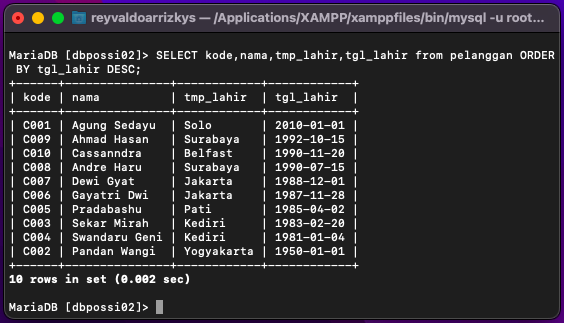 reyvaldoarrizkys — /Applications/XAMPP/xamppfiles/bin/mysql -u root...
MariaDB [dbpossi02]> SELECT kode,nama,tmp_lahir,tgl_lahir from pelanggan ORDER
 BY tgl_lahir DESC;
+------+---------------+------------+------------+
| kode | nama          | tmp_lahir  | tgl_lahir  |
+------+---------------+------------+------------+
| C001 | Agung Sedayu  | Solo       | 2010-01-01 |
| C009 | Ahmad Hasan   | Surabaya   | 1992-10-15 |
| C010 | Cassanndra    | Belfast    | 1990-11-20 |
| C008 | Andre Haru    | Surabaya   | 1990-07-15 |
| C007 | Dewi Gyat     | Jakarta    | 1988-12-01 |
| C006 | Gayatri Dwi   | Jakarta    | 1987-11-28 |
| C005 | Pradabashu    | Pati       | 1985-04-02 |
| C003 | Sekar Mirah   | Kediri     | 1983-02-20 |
| C004 | Swandaru Geni | Kediri     | 1981-01-04 |
| C002 | Pandan Wangi  | Yogyakarta | 1950-01-01 |
+------+---------------+------------+------------+
10 rows in set (0.002 sec)
MariaDB [dbpossi02]>